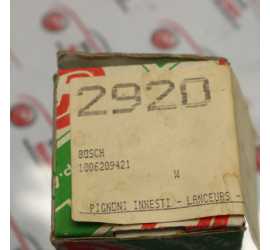 2920
BOSCH
1006209421
W
PIGNONI INNESTI - LANCEURS -